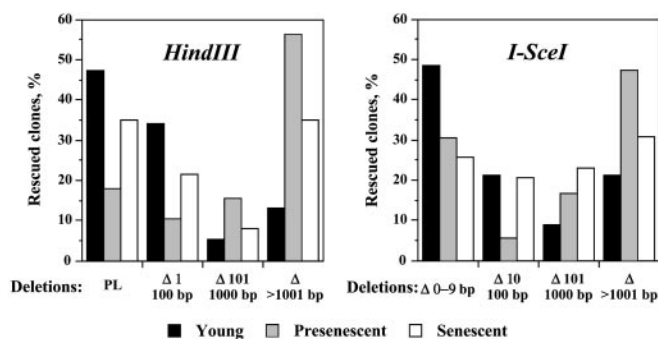 HindIII
Rescued clones, %
60
50
40
30
20
10
0
Deletions:
PL
Δ 1
100 bp
Δ 101
1000 bp
Δ
>1001 bp
I-SceI
Rescued clones, %
60
50
40
30
20
10
0
Deletions:
Δ 0–9 bp
Δ 10
100 bp
Δ 101
1000 bp
Δ
>1001 bp
Young
Presenescent
Senescent